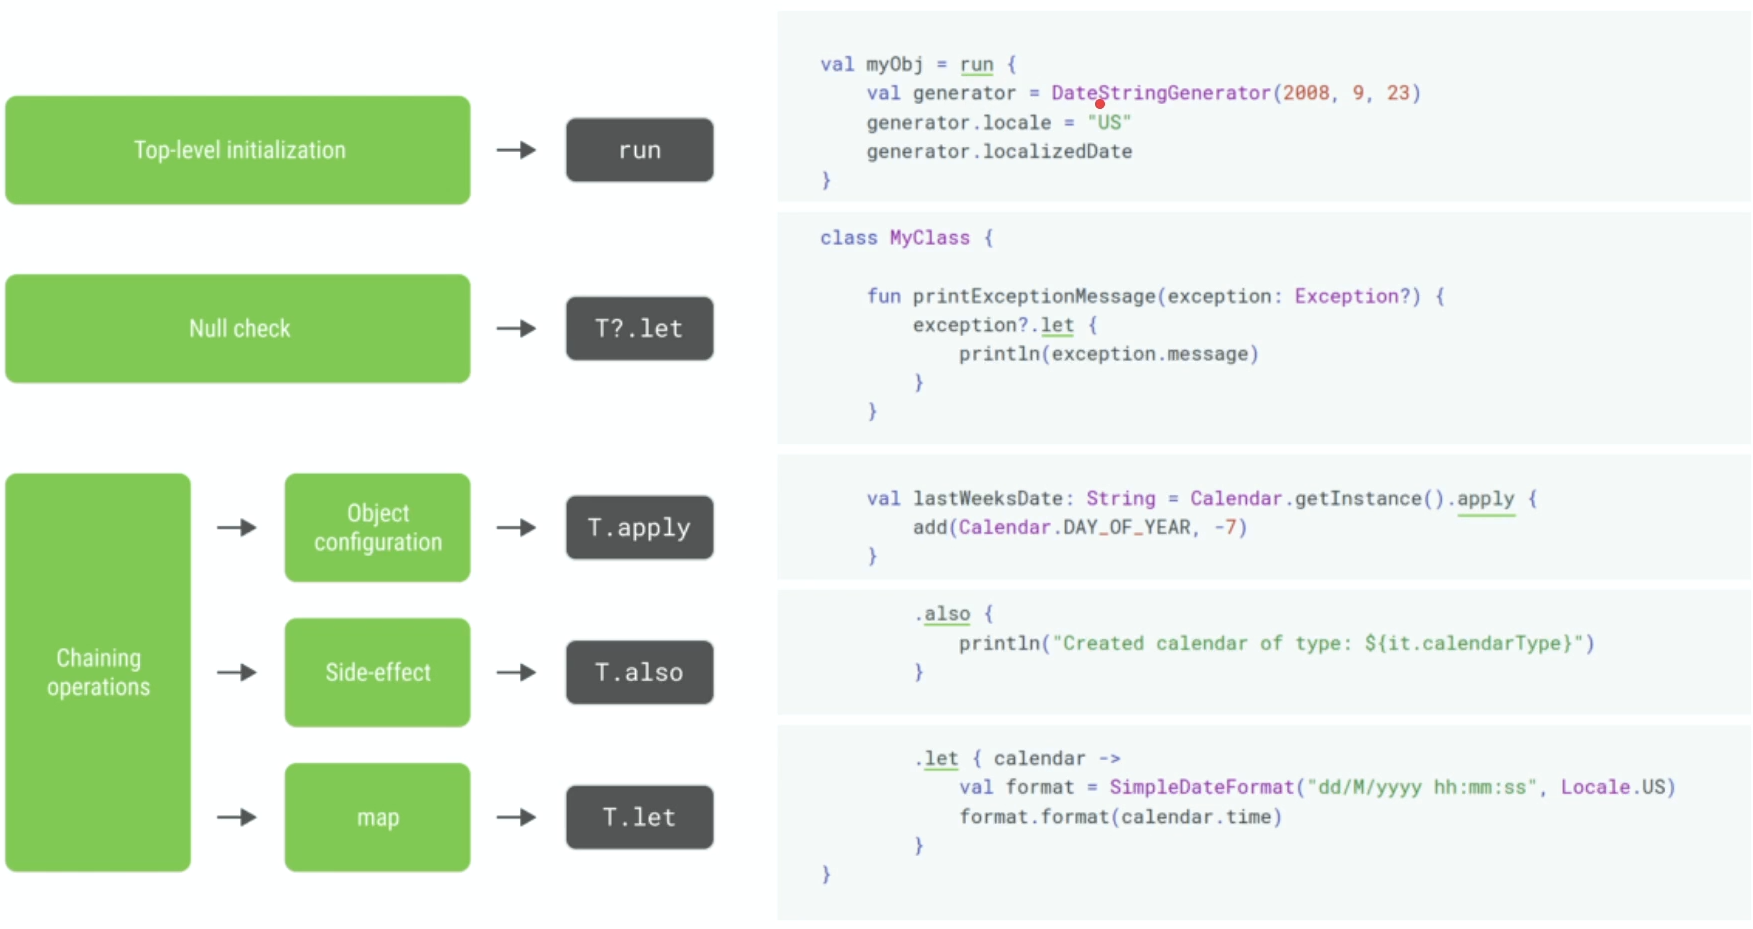 Top-level initialization
run
val myObj = run {
val generator = DateStringGenerator(2008, 9, 23)
generator.locale = "US"
generator.localizedDate
}
Null check
T?.let
class MyClass {
fun printExceptionMessage(exception: Exception?) {
exception?.let {
println(exception.message)
}
}
Chaining
operations
Object
configuration
T.apply
val lastWeeksDate: String = Calendar.getInstance().apply {
add(Calendar.DAY_OF_YEAR, -7)
}
Side-effect
T.also
.also {
println("Created calendar of type: ${it.calendarType}")
}
map
T.let
.let { calendar ->
val format = SimpleDateFormat("dd/M/yyyy hh:mm:ss", Locale.US)
format.format(calendar.time)
}
}